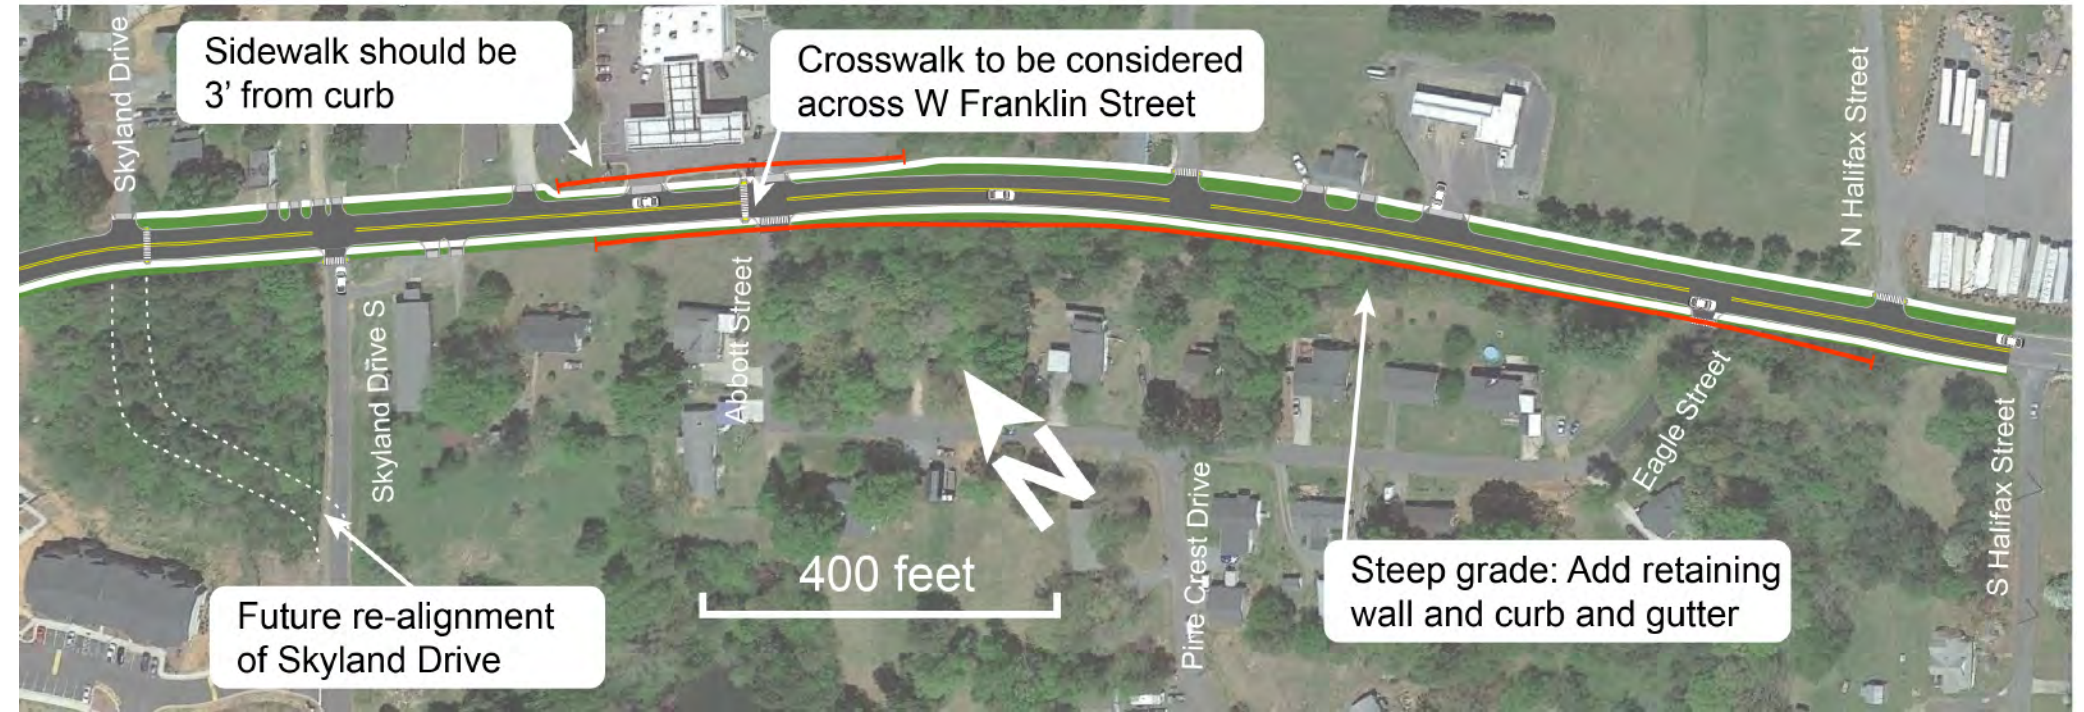 Skyland Drive
Sidewalk should be
3’ from curb
Crosswalk to be considered
across W Franklin Street
N Halifax Street
Skyland Drive S
Abbott Street
Eagle Street
S Halifax Street
Pine Crest Drive
N
400 feet
Future re-alignment
of Skyland Drive
Steep grade: Add retaining
wall and curb and gutter